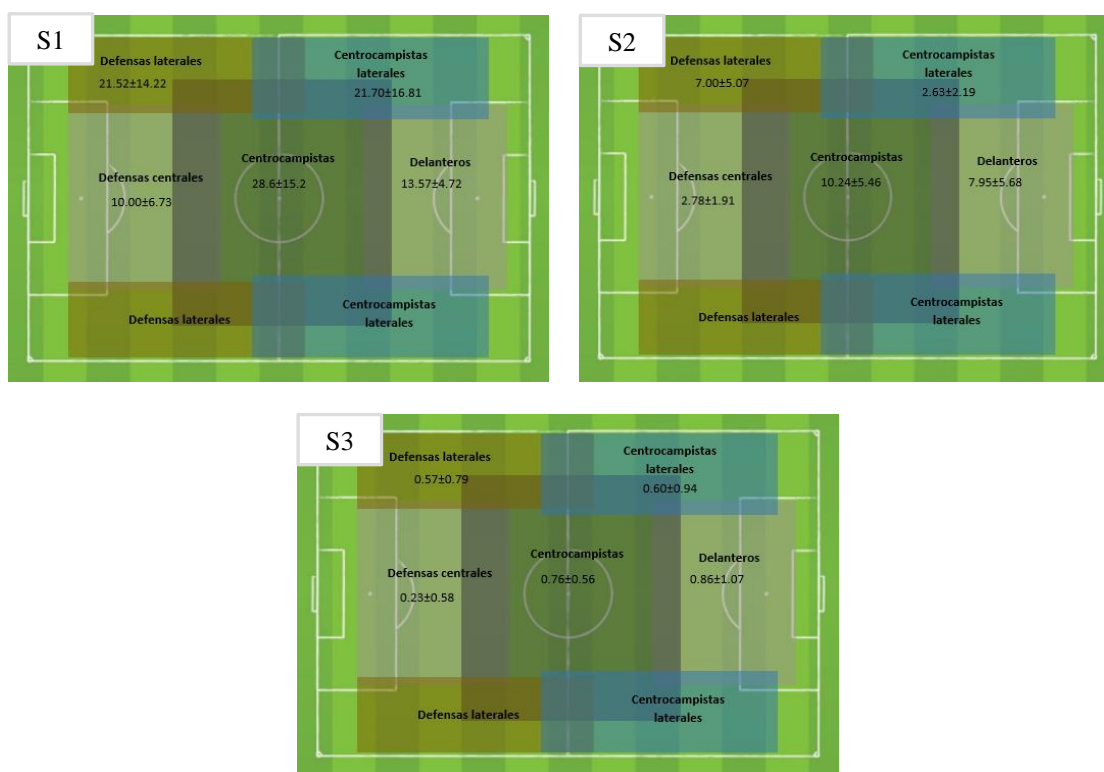 S1
Defensas laterales
21.52±14.22
Centrocampistas
laterales
21.70±16.81
Defensas centrales
10.00±6.73
Centrocampistas
28.6±15.2
Delanteros
13.57±4.72
Defensas laterales
Centrocampistas
laterales
S2
Defensas laterales
7.00±5.07
Centrocampistas
laterales
2.63±2.19
Defensas centrales
2.78±1.91
Centrocampistas
10.24±5.46
Delanteros
7.95±5.68
Defensas laterales
Centrocampistas
laterales
S3
Defensas laterales
0.57±0.79
Centrocampistas
laterales
0.60±0.94
Defensas centrales
0.23±0.58
Centrocampistas
0.76±0.56
Delanteros
0.86±1.07
Defensas laterales
Centrocampistas
laterales